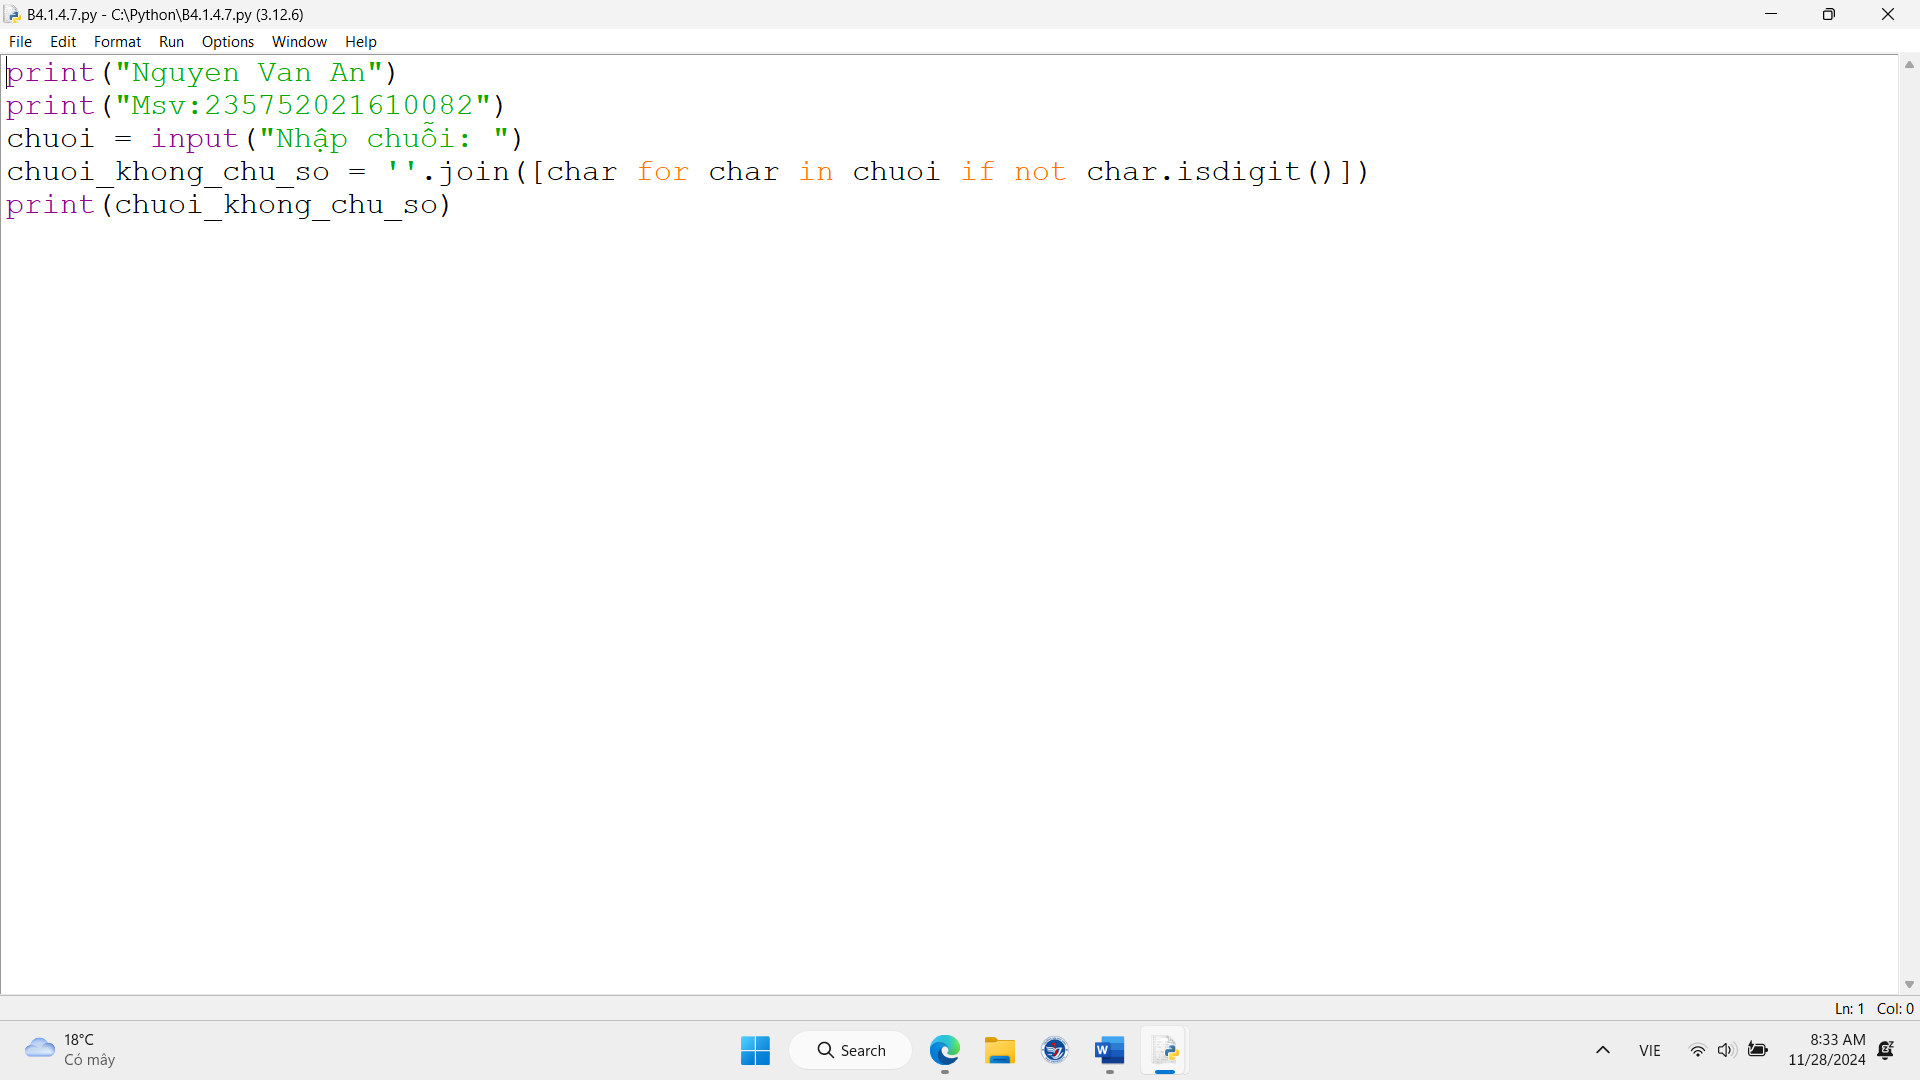 B4.1.4.7.py - C:\Python\B4.1.4.7.py (3.12.6)
File Edit Format Run Options Window Help
print("Nguyen Van An")
print("Msv:235752021610082")
chuoi = input("Nhập chuỗi: ")
chuoi_khong_chu_so = ''.join([char for char in chuoi if not char.isdigit()])
print(chuoi_khong_chu_so)
Ln: 1 Col: 0
18°C
Có mây
Search
VIE
8:33 AM
11/28/2024